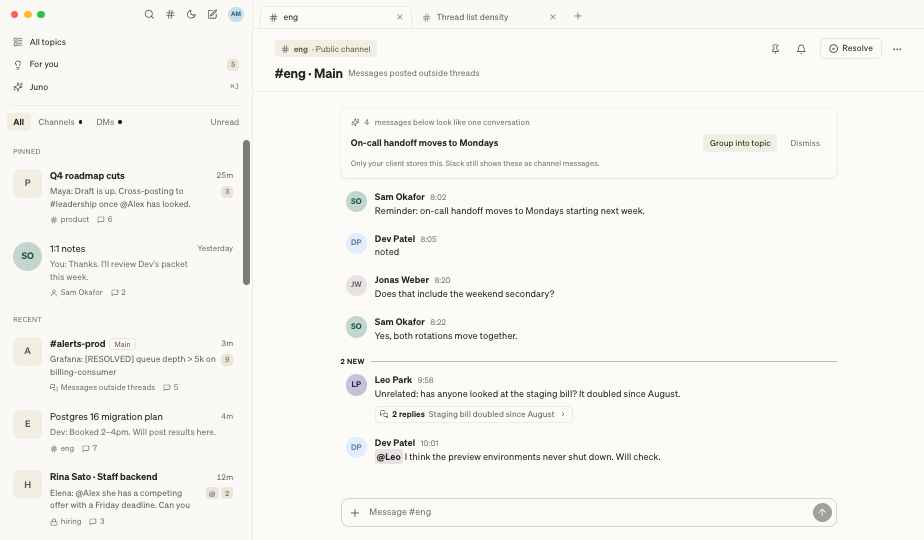 AM
All topics
For you 5
Juno ⌘J
All Channels DMs Unread
PINNED
P
Q4 roadmap cuts 25m
Maya: Draft is up. Cross-posting to 3
#leadership once @Alex has looked.
# product 6
SO
1:1 notes Yesterday
You: Thanks. I'll review Dev's packet
this week.
Sam Okafor 2
RECENT
A
#alerts-prod Main 3m
Grafana: [RESOLVED] queue depth > 5k on 9
billing-consumer
Messages outside threads 5
E
Postgres 16 migration plan 4m
Dev: Booked 2–4pm. Will post results here.
# eng 7
H
Rina Sato · Staff backend 12m
Elena: @Alex she has a competing @ 2
offer with a Friday deadline. Can you
hiring 3
# eng
# Thread list density
# eng · Public channel
Resolve
#eng · Main Messages posted outside threads
4 messages below look like one conversation
On-call handoff moves to Mondays
Group into topic Dismiss
Only your client stores this. Slack still shows these as channel messages.
SO
Sam Okafor 8:02
Reminder: on-call handoff moves to Mondays starting next week.
DP
Dev Patel 8:05
noted
JW
Jonas Weber 8:20
Does that include the weekend secondary?
SO
Sam Okafor 8:22
Yes, both rotations move together.
2 NEW
LP
Leo Park 9:58
Unrelated: has anyone looked at the staging bill? It doubled since August.
2 replies Staging bill doubled since August ›
DP
Dev Patel 10:01
@Leo I think the preview environments never shut down. Will check.
Message #eng